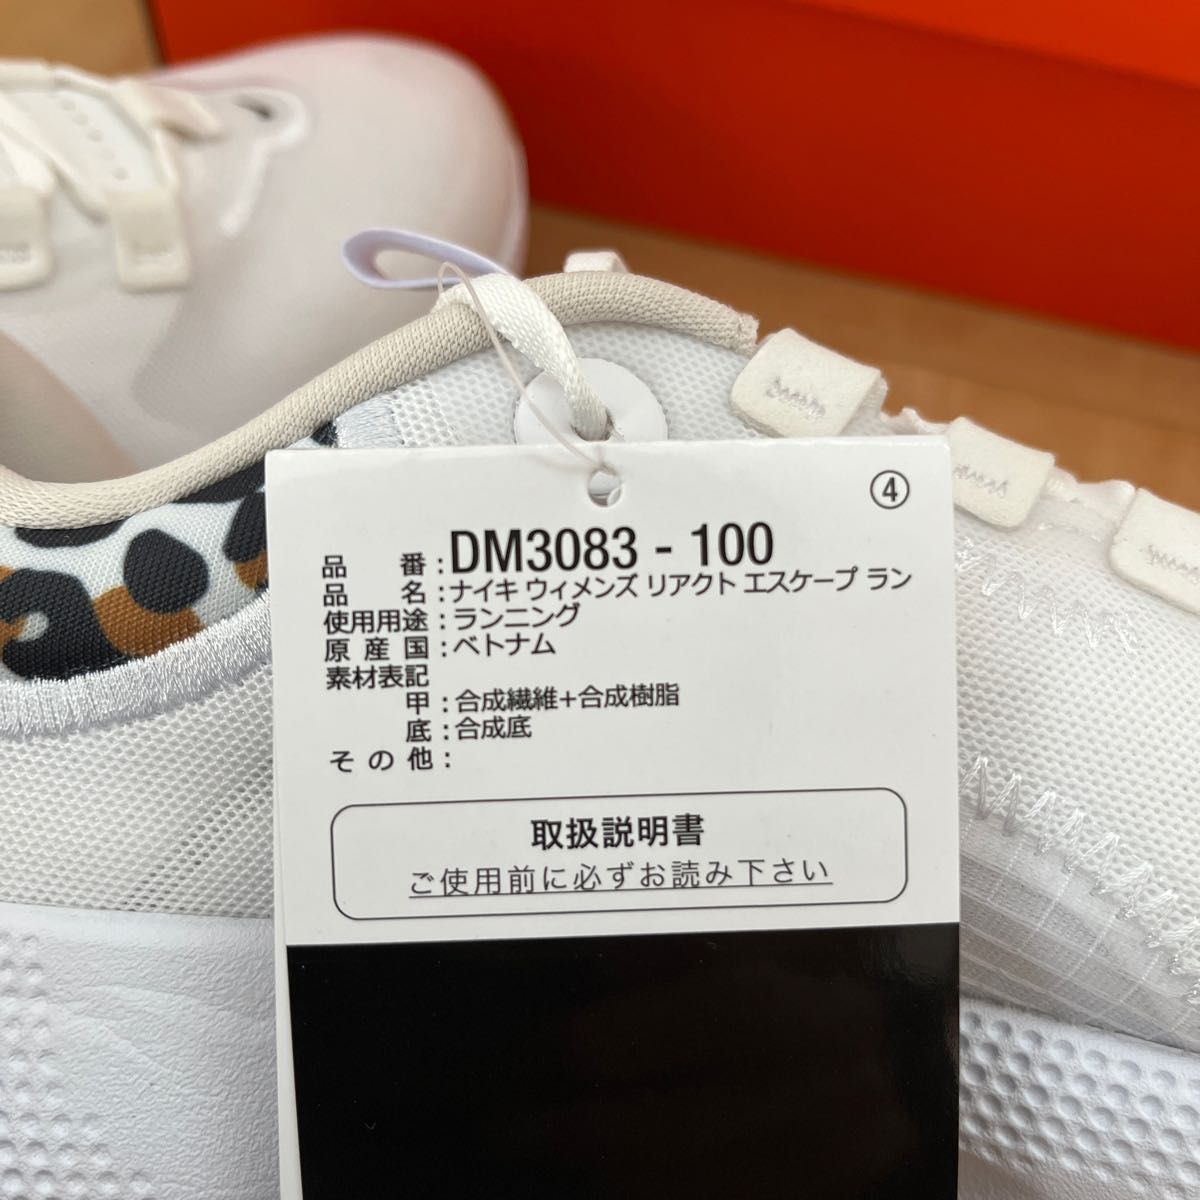 ④
品番:DM3083 - 100
品名:ナイキ ウィメンズ リアクト エスケープ ラン
使用用途:ランニング
原産国:ベトナム
素材表記
甲:合成繊維+合成樹脂
底:合成底
その他:
取扱説明書
ご使用前に必ずお読み下さい